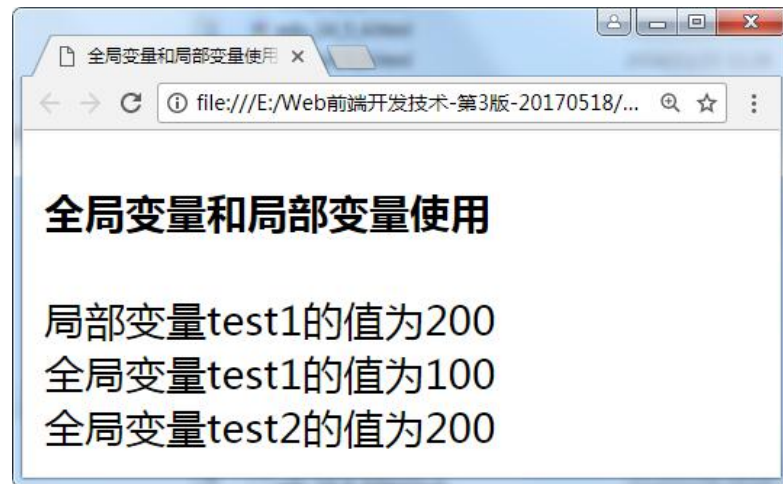 全局变量和局部变量使用
file:///E:/Web前端开发技术-第3版-20170518/...
全局变量和局部变量使用
局部变量test1的值为200
全局变量test1的值为100
全局变量test2的值为200